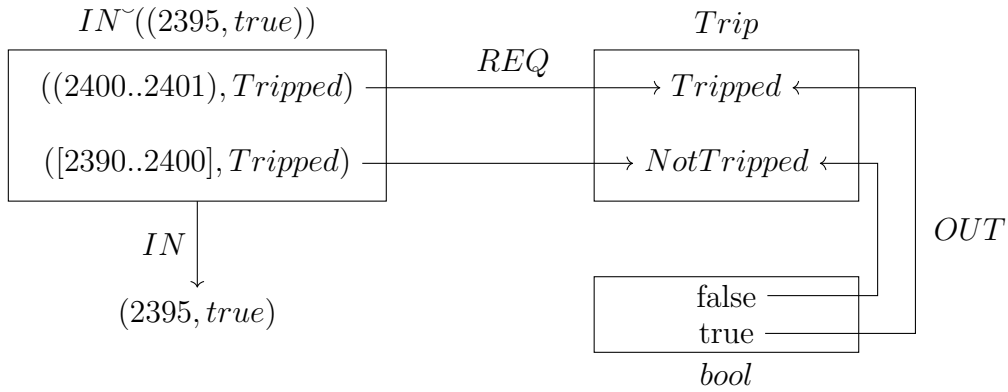 IN˘((2395, true))
Trip
((2400..2401), Tripped)
REQ
Tripped
([2390..2400], Tripped)
NotTripped
OUT
IN
(2395, true)
false
true
bool